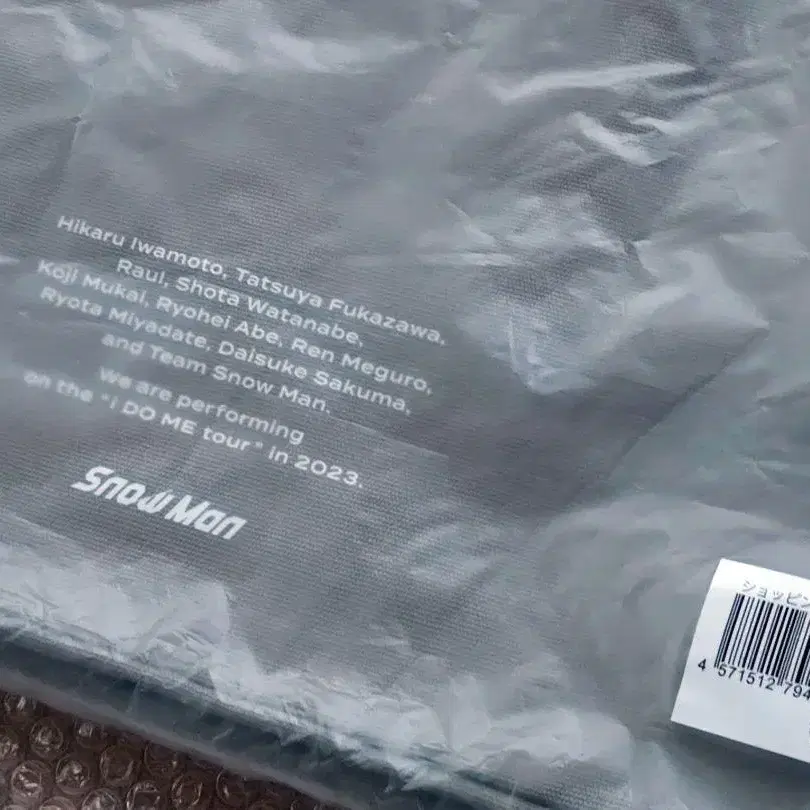 Hikaru Iwamoto, Tatsuya Fukazawa,
Raul, Shota Watanabe,
Koji Mukai, Ryohei Abe, Ren Meguro,
Ryota Miyadate, Daisuke Sakuma,
and Team Snow Man.
We are performing
on the "i DO ME tour" in 2023.
Snow Man
ショッピン
4 571512 794